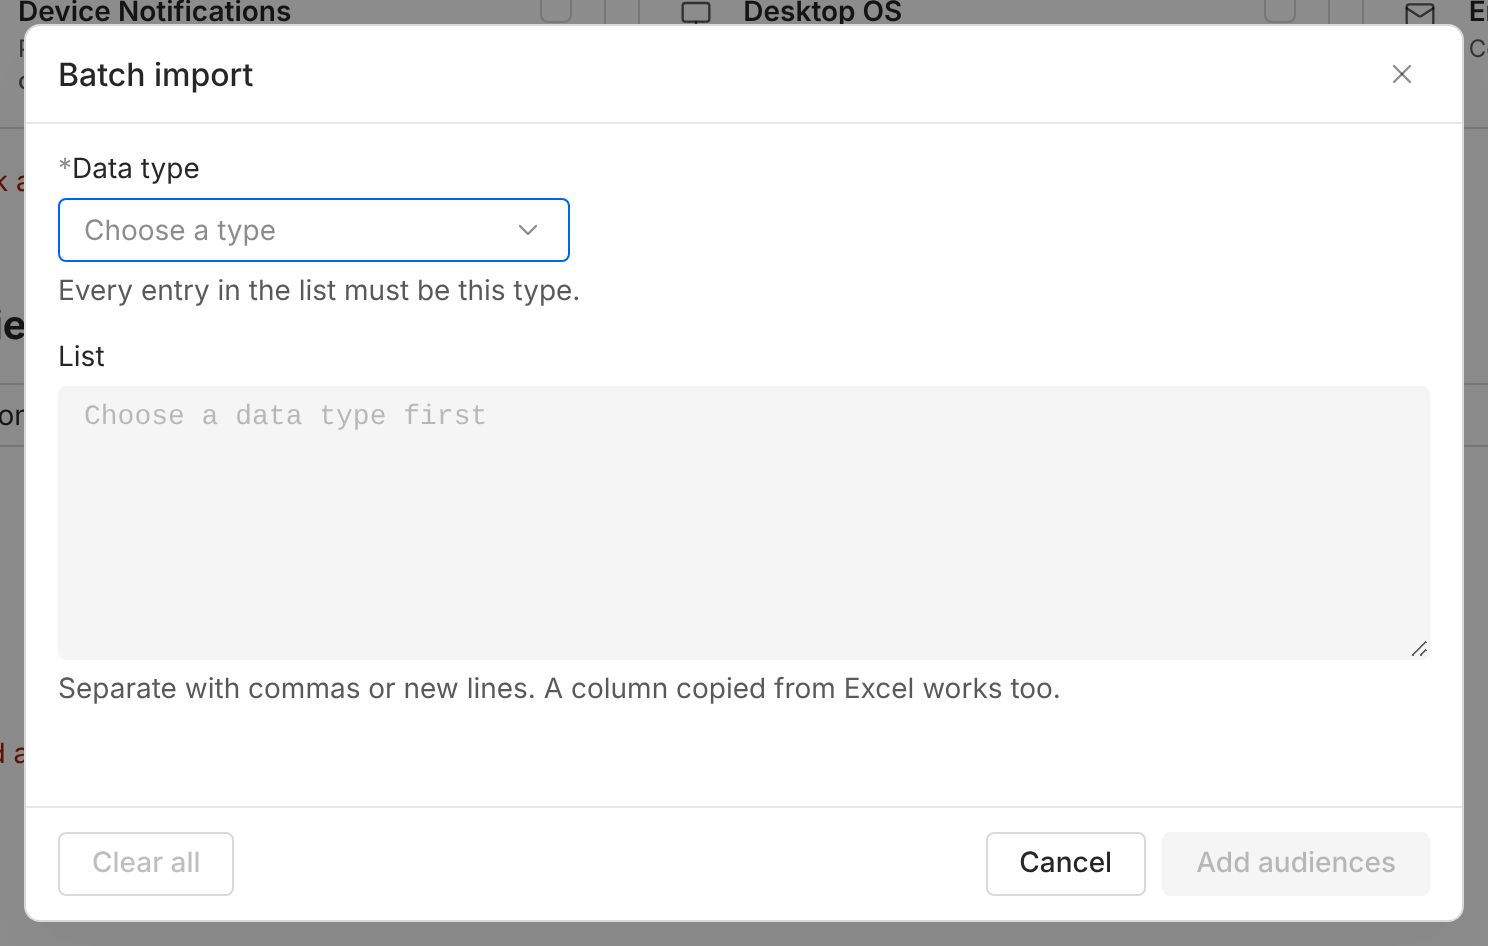 Device Notifications
Desktop OS
Batch import
*Data type
Choose a type
Every entry in the list must be this type.
List
Choose a data type first
Separate with commas or new lines. A column copied from Excel works too.
Clear all
Cancel
Add audiences